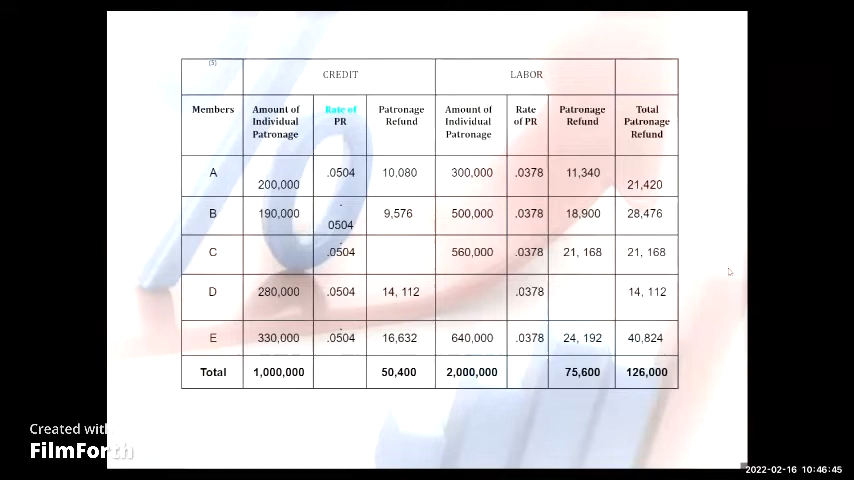 (5)
CREDIT LABOR
Members Amount of Individual Patronage Rate of PR Patronage Refund Amount of Individual Patronage Rate of PR Patronage Refund Total Patronage Refund
A 200,000 .0504 10,080 300,000 .0378 11,340 21,420
B 190,000 .0504 9,576 500,000 .0378 18,900 28,476
C .0504 560,000 .0378 21, 168 21, 168
D 280,000 .0504 14, 112 .0378 14, 112
E 330,000 .0504 16,632 640,000 .0378 24, 192 40,824
Total 1,000,000 50,400 2,000,000 75,600 126,000
Created with
FilmForth
2022-02-16 10:46:45